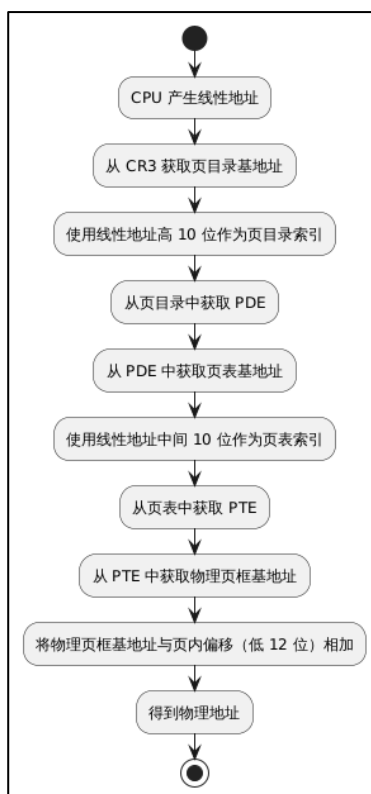 CPU 产生线性地址
从 CR3 获取页目录基地址
使用线性地址高 10 位作为页目录索引
从页目录中获取 PDE
从 PDE 中获取页表基地址
使用线性地址中间 10 位作为页表索引
从页表中获取 PTE
从 PTE 中获取物理页框基地址
将物理页框基地址与页内偏移（低 12 位）相加
得到物理地址